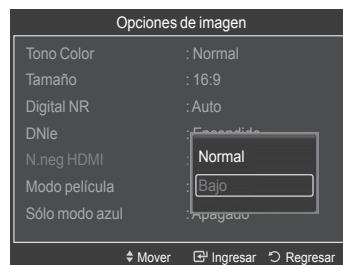 Opciones de imagen
Tono Color : Normal
Tamaño : 16:9
Digital NR : Auto
DNIe : Encendido
N.neg HDMI : Normal
Modo película : Bajo
Sólo modo azul : Apagado
Mover Ingresar Regresar